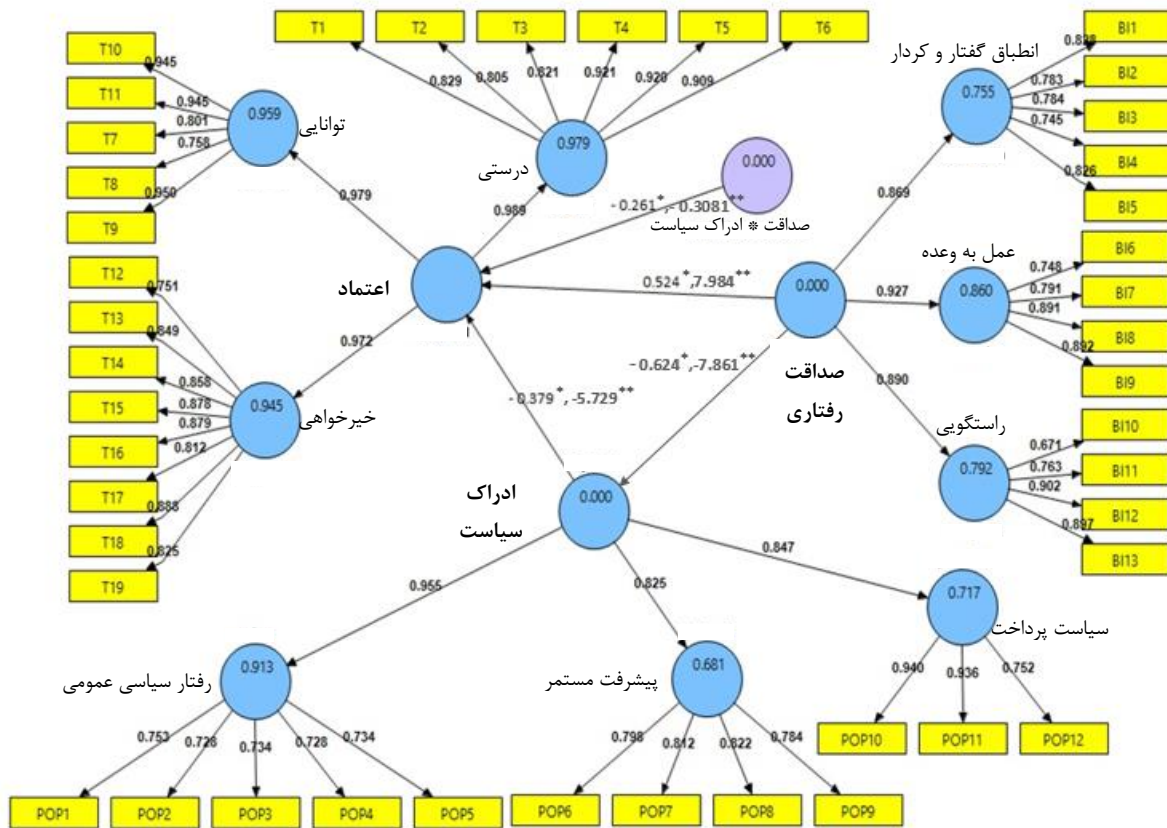 T1
T2
T3
T4
T5
T6
0.829
0.805
0.821
0.921
0.920
0.909
0.979
درستی
T10
T11
T7
T8
T9
0.945
0.945
0.801
0.758
0.950
0.959
توانایی
0.979
0.989
اعتماد
0.972
T12
T13
T14
T15
T16
T17
T18
T19
0.751
0.849
0.858
0.878
0.879
0.812
0.888
0.825
0.945
خیرخواهی
0.000
صداقت * ادراک سیاست
-0.261*,-0.3081**
0.524*,7.984**
-0.624*,-7.861**
-0.379*,-5.729**
0.000
صداقت
رفتاری
0.869
0.927
0.890
0.755
انطباق گفتار و کردار
0.828
0.783
0.784
0.745
0.826
BI1
BI2
BI3
BI4
BI5
0.860
عمل به وعده
0.748
0.791
0.891
0.892
BI6
BI7
BI8
BI9
0.792
راستگویی
0.671
0.763
0.902
0.897
BI10
BI11
BI12
BI13
0.000
ادراک
سیاست
0.955
0.825
0.847
0.913
رفتار سیاسی عمومی
0.753
0.728
0.734
0.728
0.734
POP1
POP2
POP3
POP4
POP5
0.681
پیشرفت مستمر
0.798
0.812
0.822
0.784
POP6
POP7
POP8
POP9
0.717
سیاست پرداخت
0.940
0.936
0.752
POP10
POP11
POP12